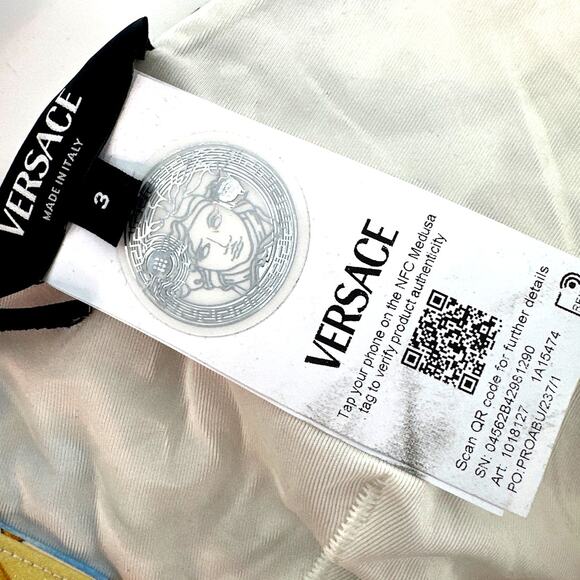 VERSACE
MADE IN ITALY
3
VERSACE
Tap your phone on the NFC Medusa
tag to verify product authenticity
Scan QR code for further details
SN: 04562B42981290
Art: 1018127 1A15474
PO:PROABU/237/1